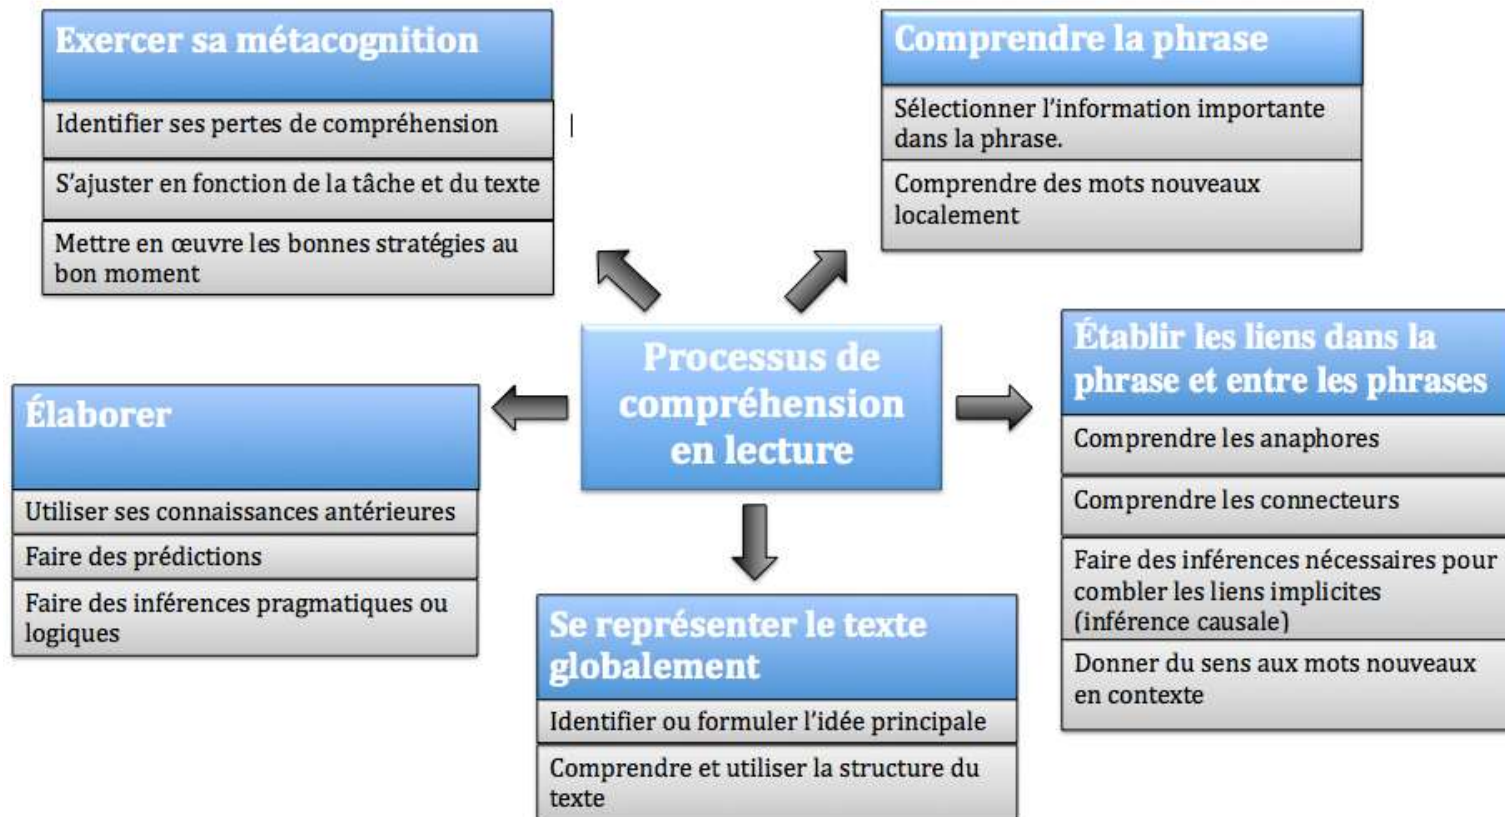 Exercer sa métacognition
Identifier ses pertes de compréhension
S'ajuster en fonction de la tâche et du texte
Mettre en œuvre les bonnes stratégies au
bon moment
Comprendre la phrase
Sélectionner l'information importante
dans la phrase.
Comprendre des mots nouveaux
localement
Processus de
compréhension
en lecture
Élaborer
Utiliser ses connaissances antérieures
Faire des prédictions
Faire des inférences pragmatiques ou
logiques
Établir les liens dans la
phrase et entre les phrases
Comprendre les anaphores
Comprendre les connecteurs
Faire des inférences nécessaires pour
combler les liens implicites
(inférence causale)
Donner du sens aux mots nouveaux
en contexte
Se représenter le texte
globalement
Identifier ou formuler l'idée principale
Comprendre et utiliser la structure du
texte